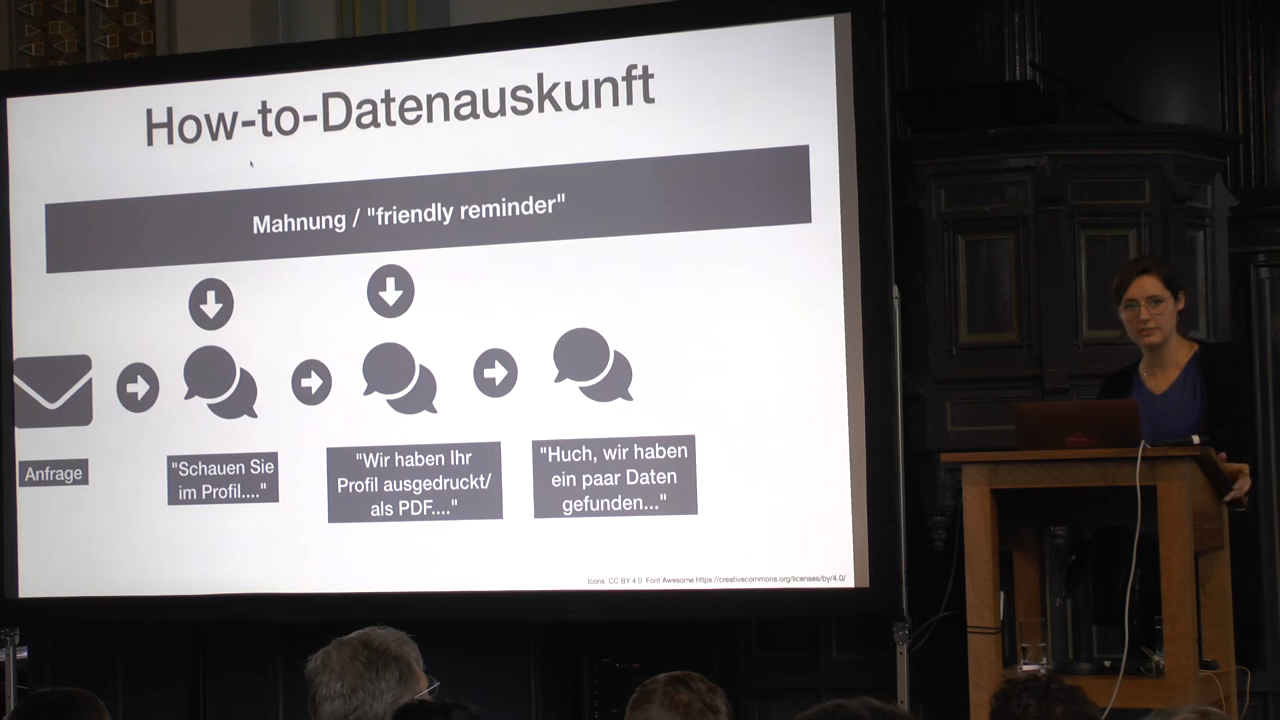 How-to-Datenauskunft
Mahnung / "friendly reminder"
Anfrage
"Schauen Sie
im Profil...."
"Wir haben Ihr
Profil ausgedruckt/
als PDF...."
"Huch, wir haben
ein paar Daten
gefunden..."
Icons: CC BY 4.0 Font Awesome https://creativecommons.org/licenses/by/4.0/